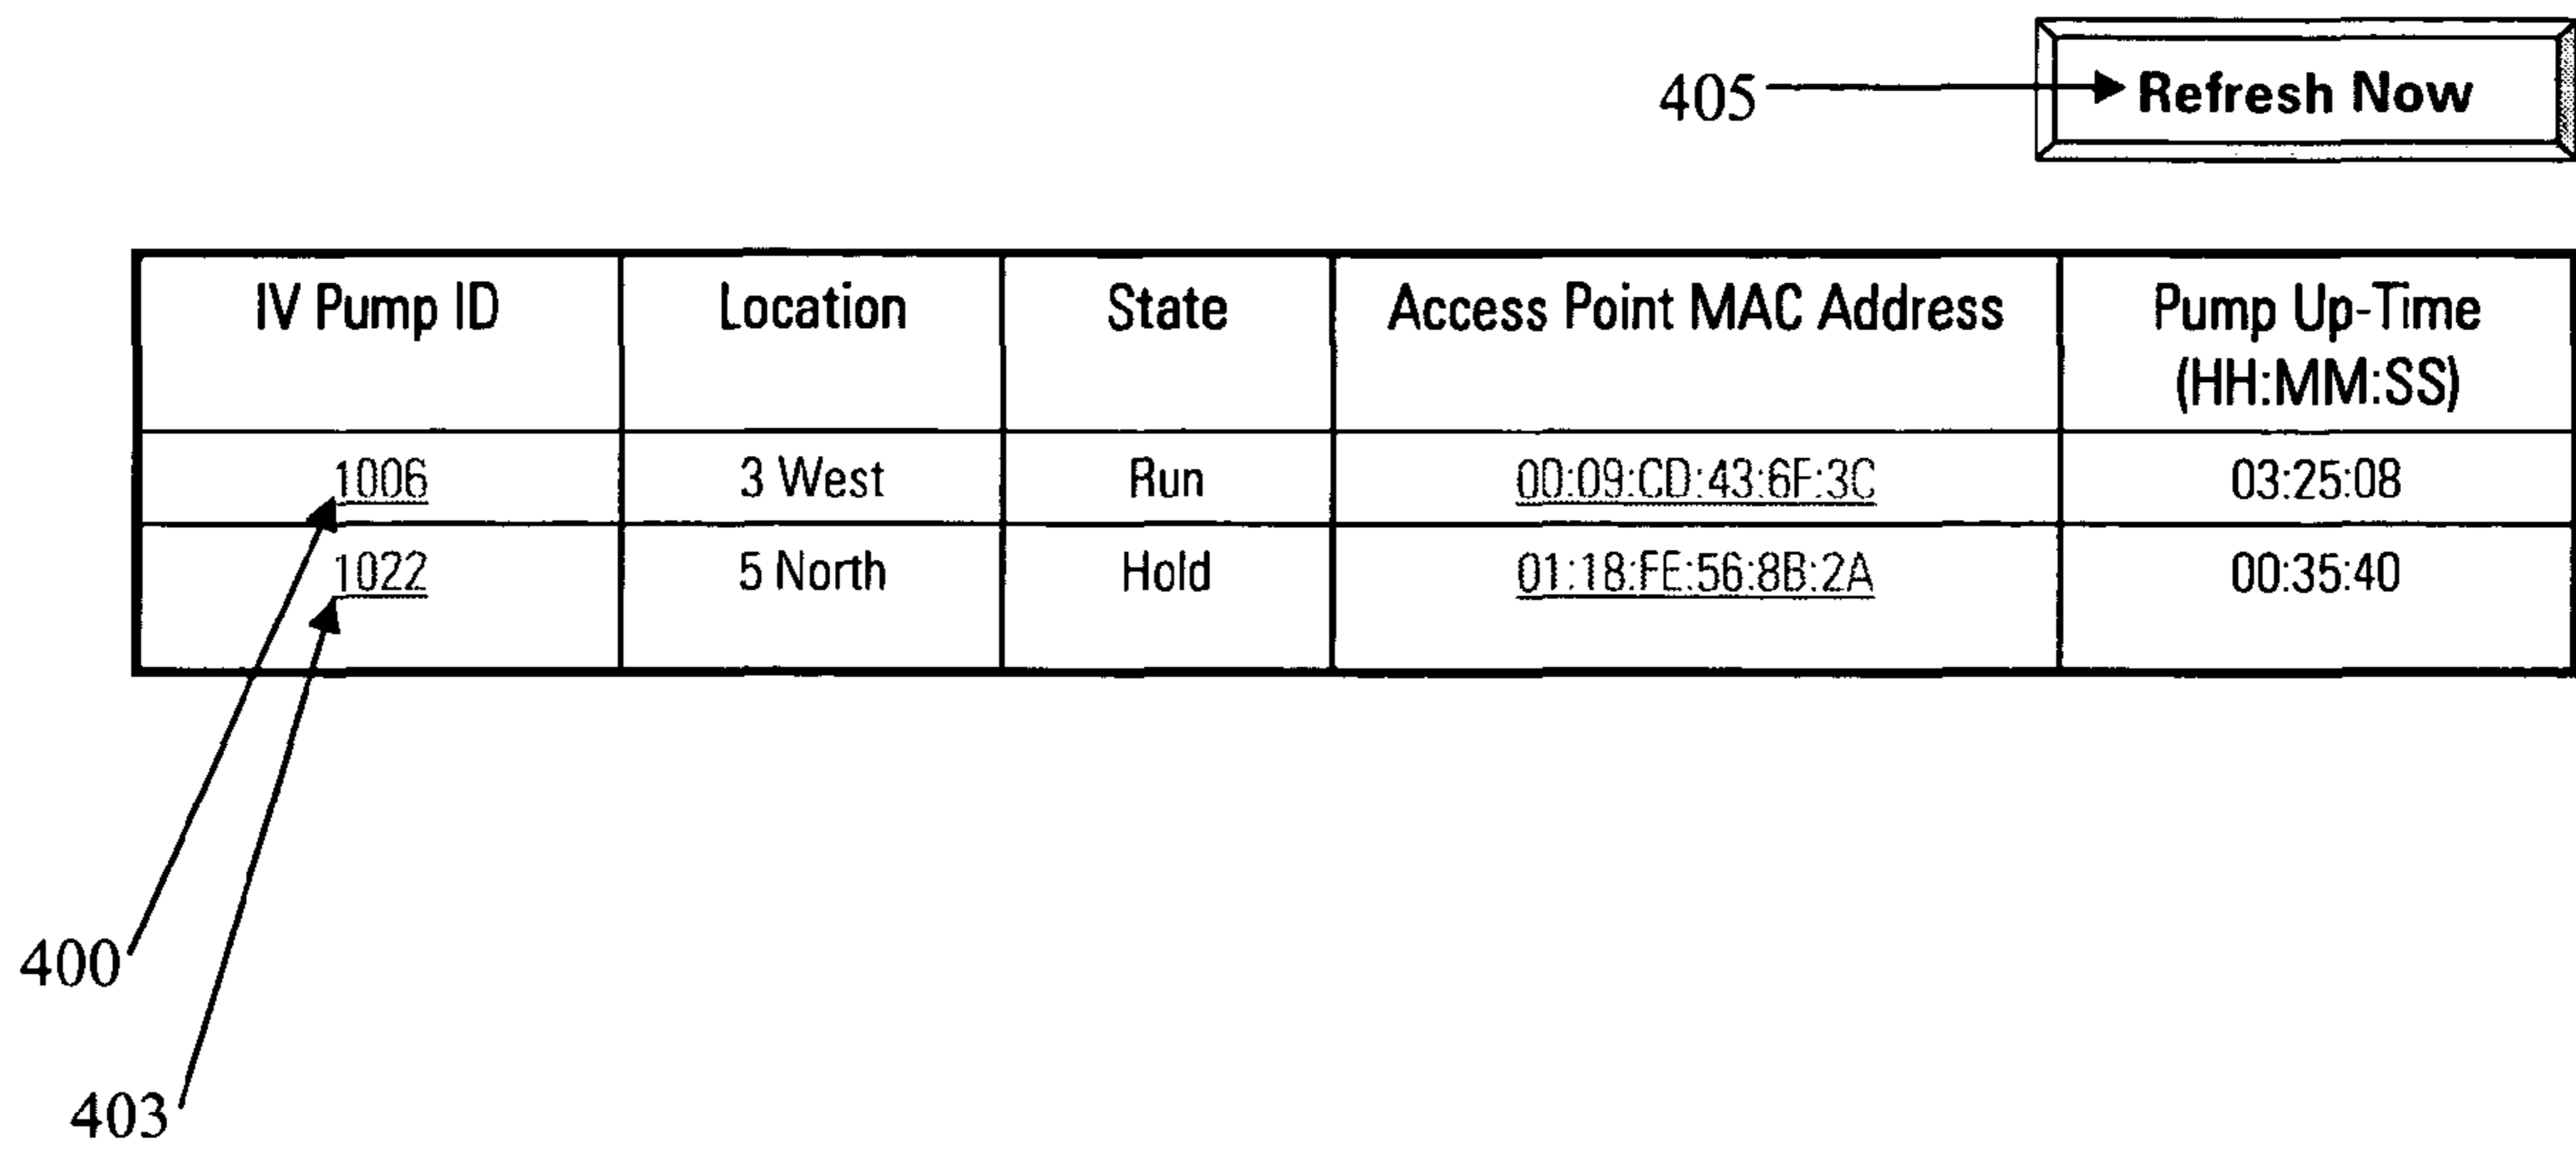 405 Refresh Now
IV Pump ID Location State Access Point MAC Address Pump Up-Time
(HH:MM:SS)
1006 3 West Run 00:09:CD:43:6F:3C 03:25:08
1022 5 North Hold 01:18:FE:56:8B:2A 00:35:40
400
403